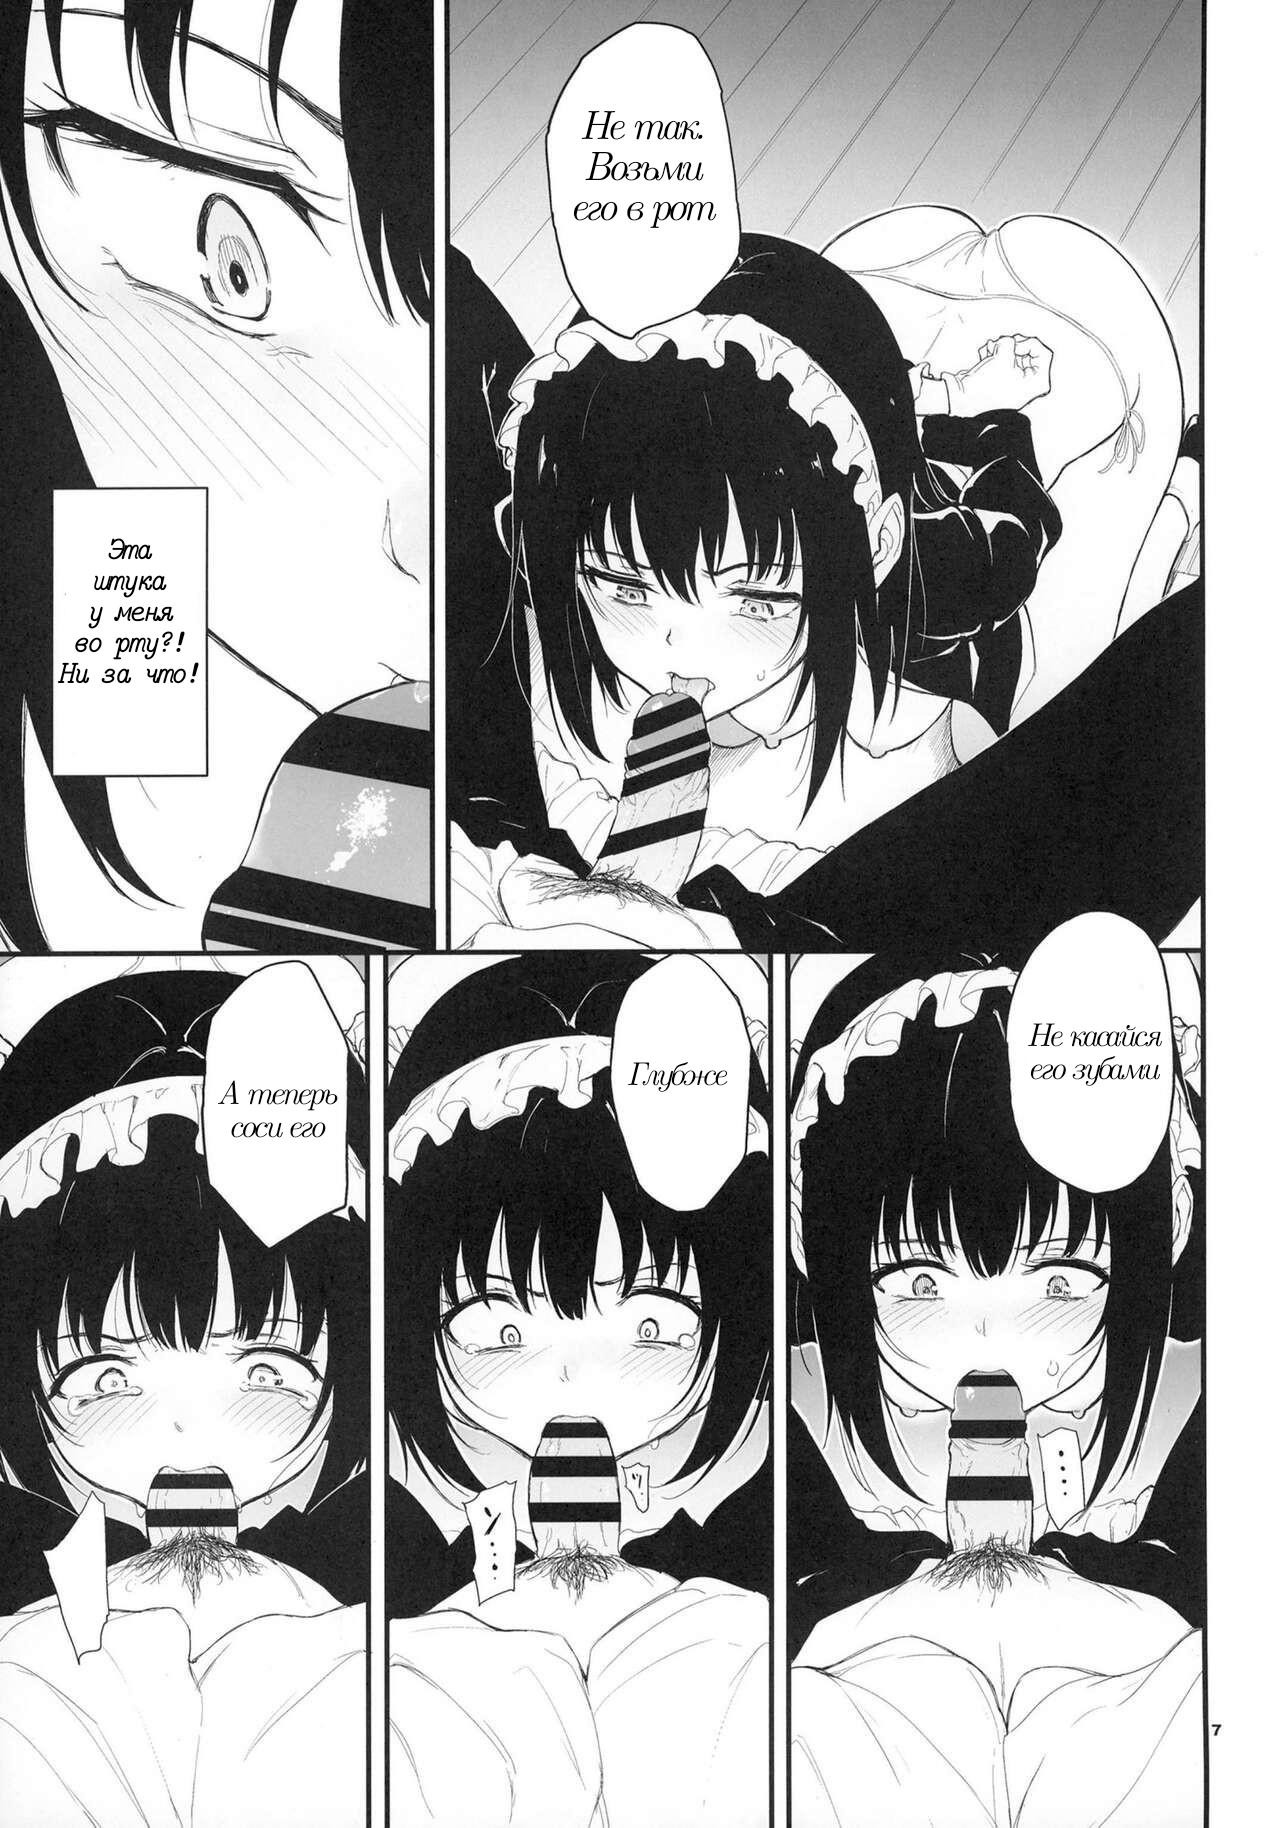 Не так.
Возьми
его в рот
Эта
штука
у меня
во рту?!
Ни за что!
Не касайся
его зубами
Глубже
А теперь
соси его
7